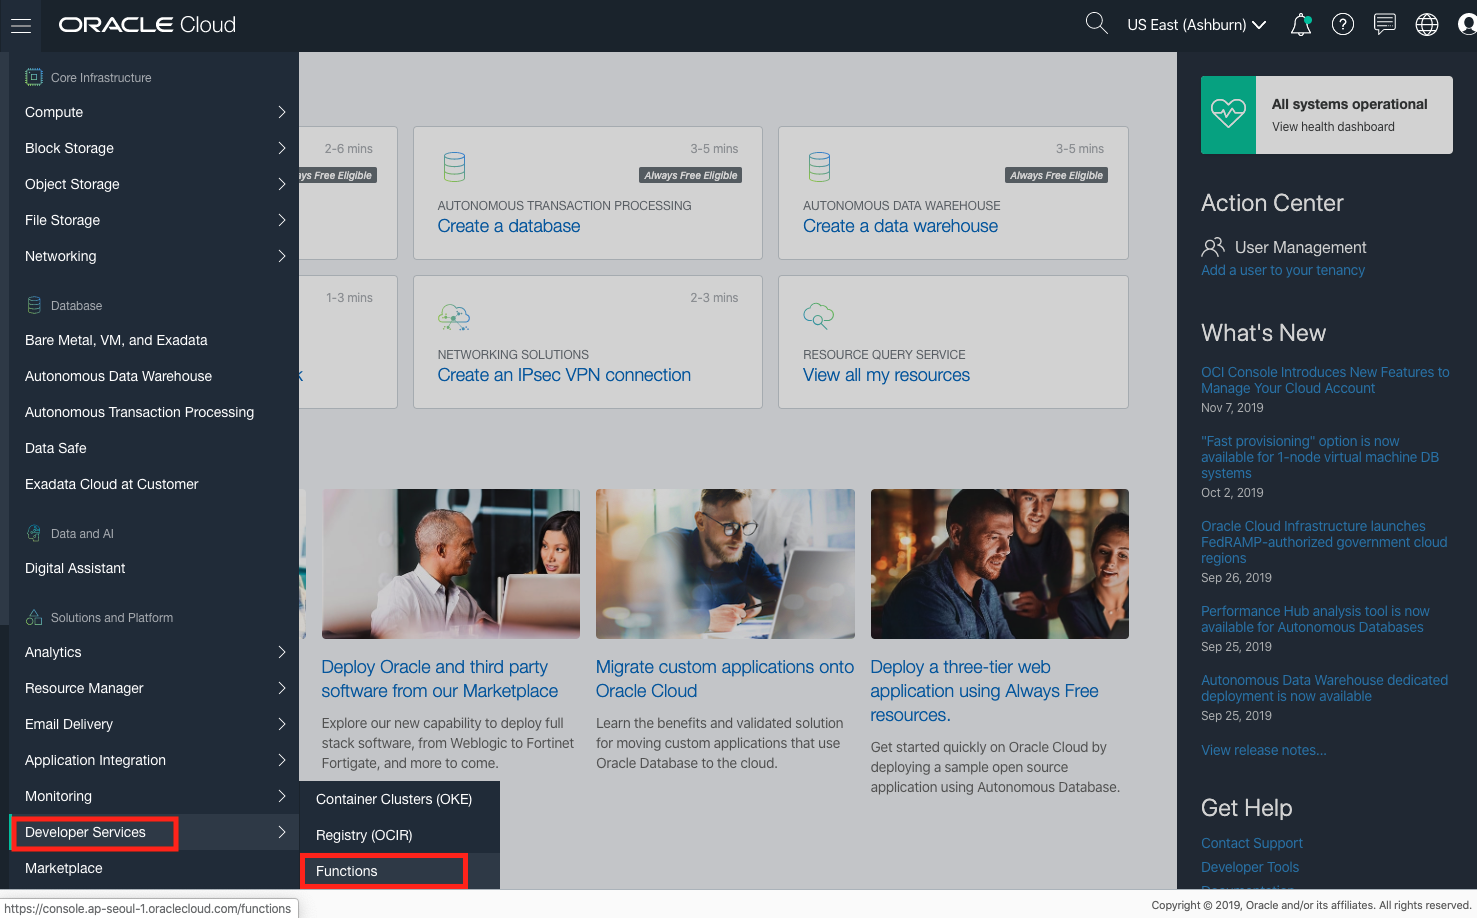 ORACLE Cloud
US East (Ashburn)
Core Infrastructure
Compute
Block Storage
Object Storage
File Storage
Networking
Database
Bare Metal, VM, and Exadata
Autonomous Data Warehouse
Autonomous Transaction Processing
Data Safe
Exadata Cloud at Customer
Data and AI
Digital Assistant
Solutions and Platform
Analytics
Resource Manager
Email Delivery
Application Integration
Monitoring
Developer Services
Marketplace
Container Clusters (OKE)
Registry (OCIR)
Functions
2-6 mins
ys Free Eligible
3-5 mins
Always Free Eligible
AUTONOMOUS TRANSACTION PROCESSING
Create a database
3-5 mins
Always Free Eligible
AUTONOMOUS DATA WAREHOUSE
Create a data warehouse
1-3 mins
k
2-3 mins
NETWORKING SOLUTIONS
Create an IPsec VPN connection
RESOURCE QUERY SERVICE
View all my resources
Deploy Oracle and third party
software from our Marketplace
Explore our new capability to deploy full
stack software, from Weblogic to Fortinet
Fortigate, and more to come.
Migrate custom applications onto
Oracle Cloud
Learn the benefits and validated solution
for moving custom applications that use
Oracle Database to the cloud.
Deploy a three-tier web
application using Always Free
resources.
Get started quickly on Oracle Cloud by
deploying a sample open source
application using Autonomous Database.
All systems operational
View health dashboard
Action Center
User Management
Add a user to your tenancy
What's New
OCI Console Introduces New Features to
Manage Your Cloud Account
Nov 7, 2019
"Fast provisioning" option is now
available for 1-node virtual machine DB
systems
Oct 2, 2019
Oracle Cloud Infrastructure launches
FedRAMP-authorized government cloud
regions
Sep 26, 2019
Performance Hub analysis tool is now
available for Autonomous Databases
Sep 25, 2019
Autonomous Data Warehouse dedicated
deployment is now available
Sep 25, 2019
View release notes...
Get Help
Contact Support
Developer Tools
Documentation
https://console.ap-seoul-1.oraclecloud.com/functions
Copyright © 2019, Oracle and/or its affiliates. All rights reserved.